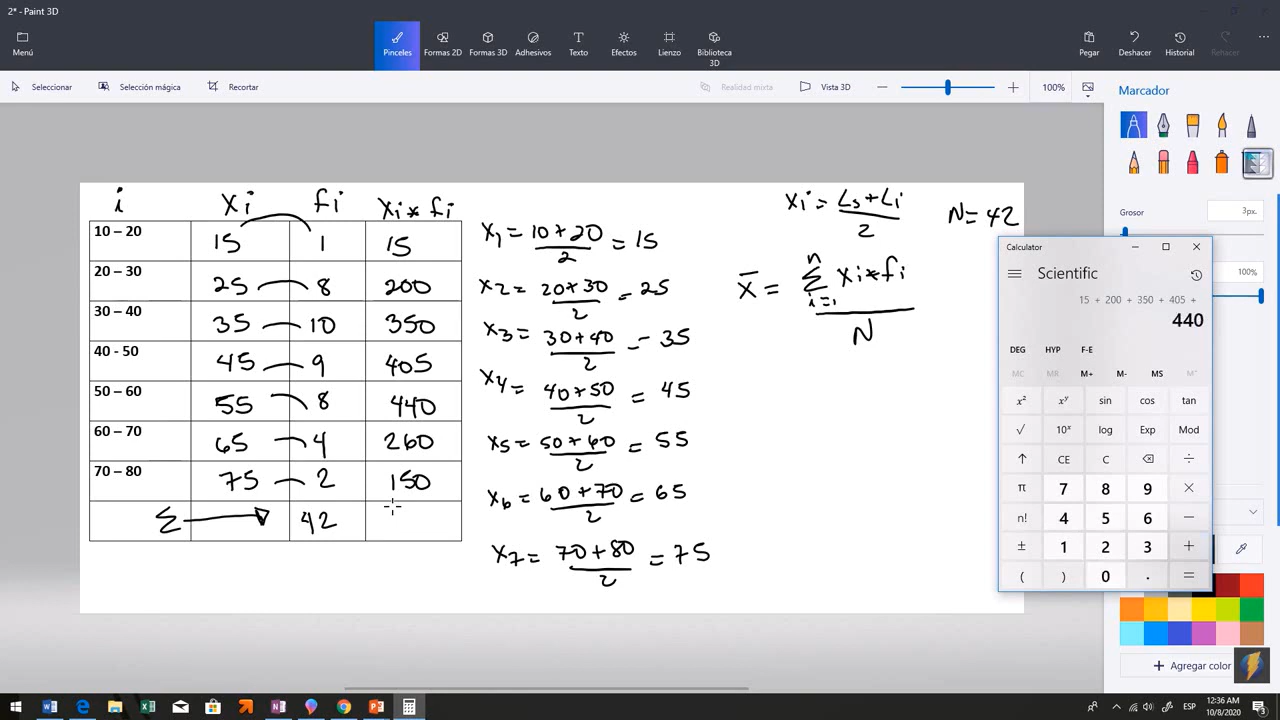 2* - Paint 3D
Menú
Pinceles
Formas 2D
Formas 3D
Adhesivos
Texto
Efectos
Lienzo
Biblioteca 3D
Pegar
Deshacer
Historial
Rehacer
Seleccionar
Selección mágica
Recortar
Realidad mixta
Vista 3D
100%
Marcador
Grosor
3px.
100%
Agregar color
i Xi fi Xi*fi
10 – 20 15 1 15
20 – 30 25 8 200
30 – 40 35 10 350
40 - 50 45 9 405
50 – 60 55 8 440
60 – 70 65 4 260
70 – 80 75 2 150
Σ 42
X1 = 10+20/2 = 15
X2 = 20+30/2 = 25
X3 = 30+40/2 = 35
X4 = 40+50/2 = 45
X5 = 50+60/2 = 55
X6 = 60+70/2 = 65
X7 = 70+80/2 = 75
Xi = Ls+Li/2
N=42
X̄ = n Σ i=1 Xi*fi / N
Calculator
Scientific
15 + 200 + 350 + 405 +
440
DEG HYP F-E
MC MR M+ M- MS M˅
x² xʸ sin cos tan
√ 10ˣ log Exp Mod
↑ CE C ⌫ ÷
π 7 8 9 ×
n! 4 5 6 −
± 1 2 3 +
( ) 0 . =
ESP
12:36 AM
10/8/2020
3